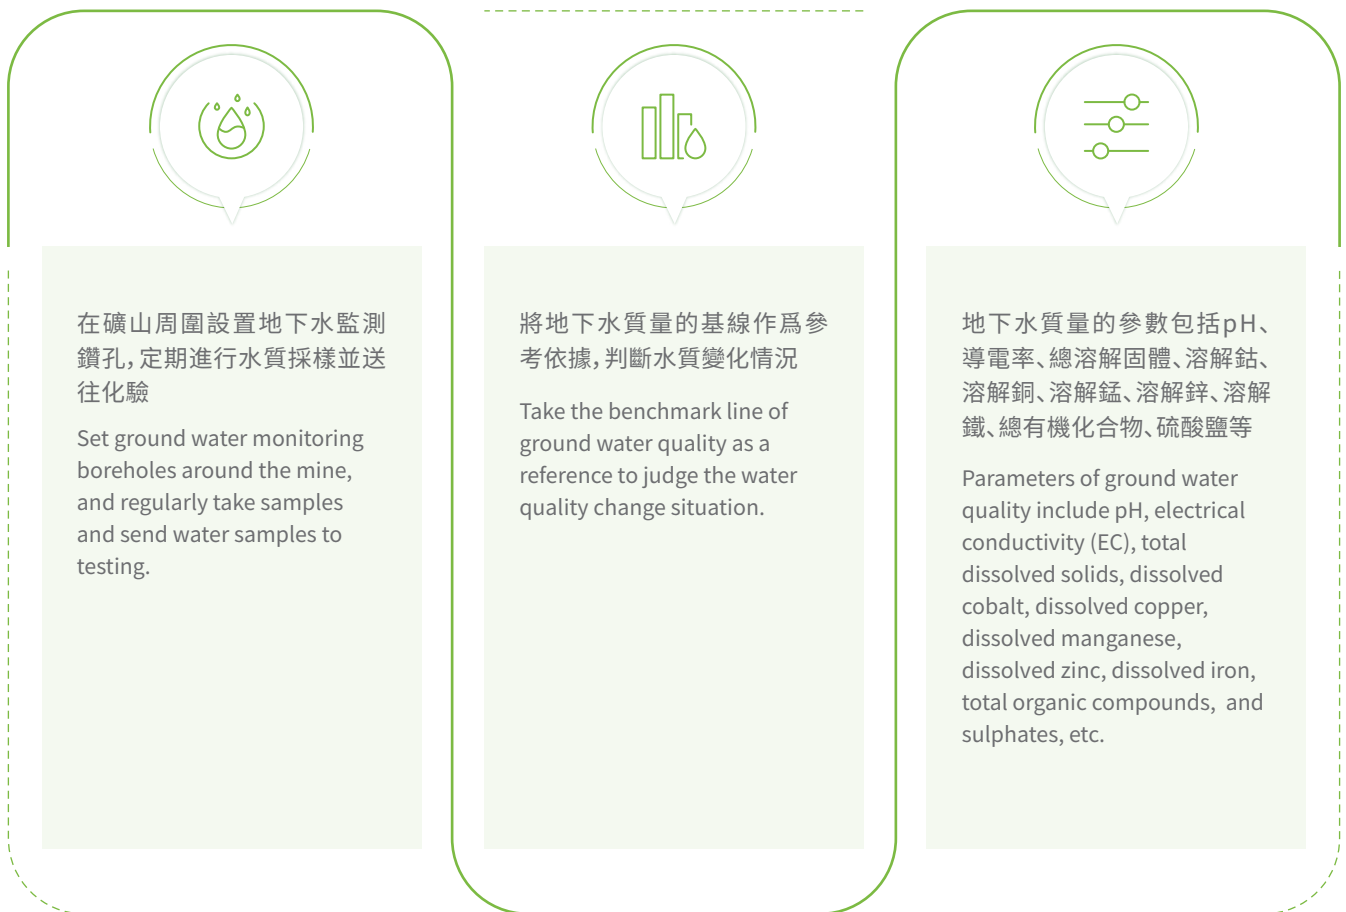 在礦山周圍設置地下水監測
鑽孔，定期進行水質採樣並送
往化驗
Set ground water monitoring
boreholes around the mine,
and regularly take samples
and send water samples to
testing.
將地下水質量的基線作爲參
考依據，判斷水質變化情況
Take the benchmark line of
ground water quality as a
reference to judge the water
quality change situation.
地下水質量的參數包括pH、
導電率、總溶解固體、溶解鈷、
溶解銅、溶解錳、溶解鋅、溶解
鐵、總有機化合物、硫酸鹽等
Parameters of ground water
quality include pH, electrical
conductivity (EC), total
dissolved solids, dissolved
cobalt, dissolved copper,
dissolved manganese,
dissolved zinc, dissolved iron,
total organic compounds,  and
sulphates, etc.